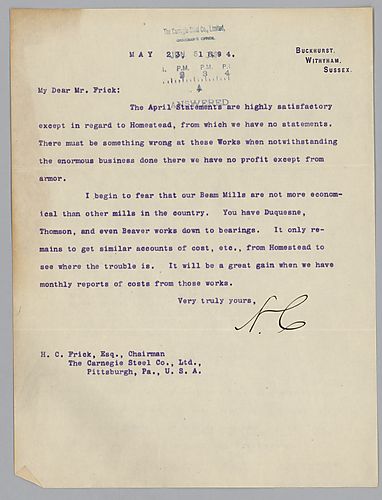 The Carnegie Steel Co., Limited,
CHAIRMAN'S OFFICE.
MAY 23, 1894.
BUCKHURST,
WITHYHAM,
SUSSEX.
P.M. P.M.
ANSWERED
My Dear Mr. Frick:
The April Statements are highly satisfactory
except in regard to Homestead, from which we have no statements.
There must be something wrong at these Works when notwithstanding
the enormous business done there we have no profit except from
armor.
I begin to fear that our Beam Mills are not more econom-
ical than other mills in the country. You have Duquesne,
Thomson, and even Beaver works down to bearings. It only re-
mains to get similar accounts of cost, etc., from Homestead to
see where the trouble is. It will be a great gain when we have
monthly reports of costs from those works.
Very truly yours,
H. C. Frick, Esq., Chairman
The Carnegie Steel Co., Ltd.,
Pittsburgh, Pa., U. S. A.